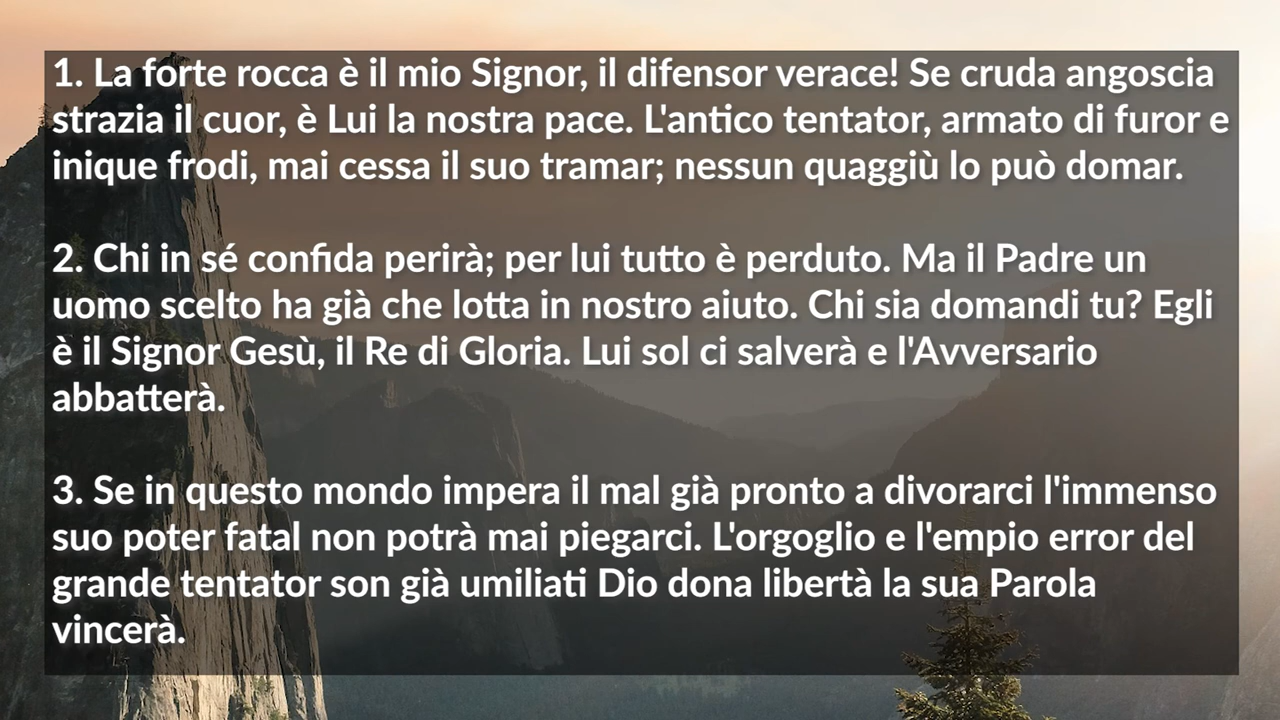 1. La forte rocca è il mio Signor, il difensor verace! Se cruda angoscia
strazia il cuor, è Lui la nostra pace. L'antico tentator, armato di furor e
inique frodi, mai cessa il suo tramar; nessun quaggiù lo può domar.
2. Chi in sé confida perirà; per lui tutto è perduto. Ma il Padre un
uomo scelto ha già che lotta in nostro aiuto. Chi sia domandi tu? Egli
è il Signor Gesù, il Re di Gloria. Lui sol ci salverà e l'Avversario
abbatterà.
3. Se in questo mondo impera il mal già pronto a divorarci l'immenso
suo poter fatal non potrà mai piegarci. L'orgoglio e l'empio error del
grande tentator son già umiliati Dio dona libertà la sua Parola
vincerà.